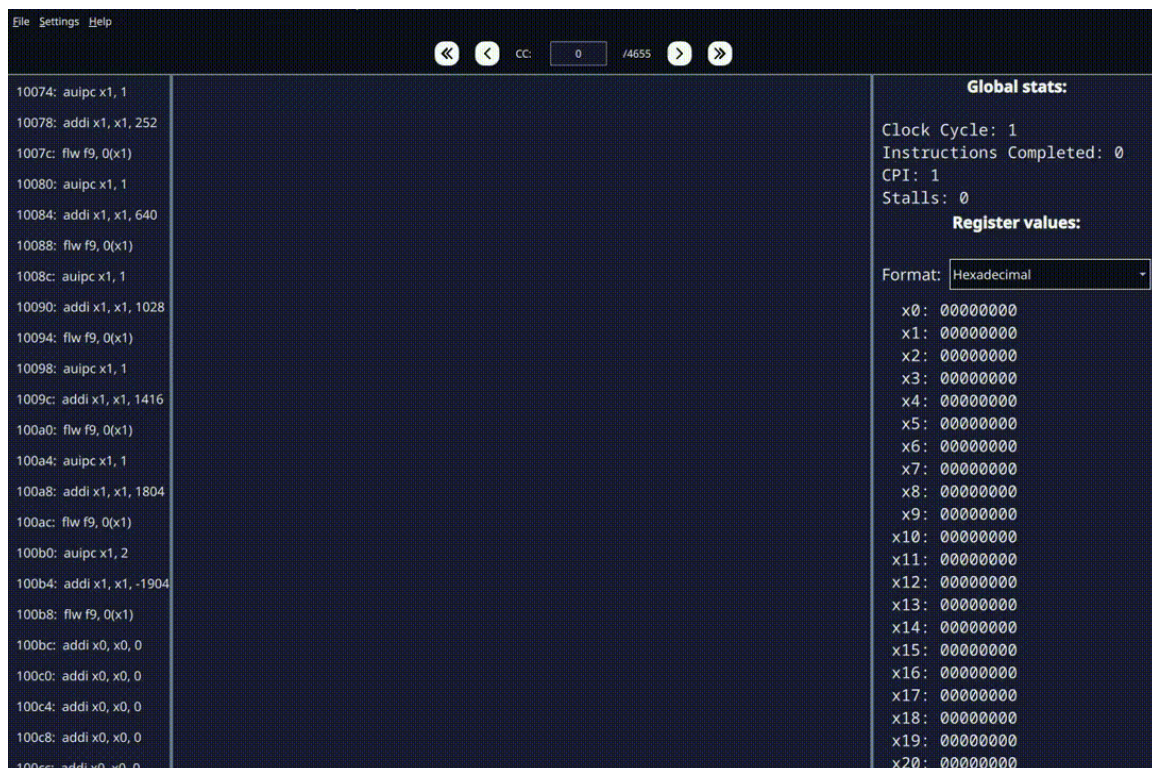 File Settings Help
CC: 0 /4655
10074: auipc x1, 1
10078: addi x1, x1, 252
1007c: flw f9, 0(x1)
10080: auipc x1, 1
10084: addi x1, x1, 640
10088: flw f9, 0(x1)
1008c: auipc x1, 1
10090: addi x1, x1, 1028
10094: flw f9, 0(x1)
10098: auipc x1, 1
1009c: addi x1, x1, 1416
100a0: flw f9, 0(x1)
100a4: auipc x1, 1
100a8: addi x1, x1, 1804
100ac: flw f9, 0(x1)
100b0: auipc x1, 2
100b4: addi x1, x1, -1904
100b8: flw f9, 0(x1)
100bc: addi x0, x0, 0
100c0: addi x0, x0, 0
100c4: addi x0, x0, 0
100c8: addi x0, x0, 0
100cc: addi x0, x0, 0
Global stats:
Clock Cycle: 1
Instructions Completed: 0
CPI: 1
Stalls: 0
Register values:
Format: Hexadecimal
x0: 00000000
x1: 00000000
x2: 00000000
x3: 00000000
x4: 00000000
x5: 00000000
x6: 00000000
x7: 00000000
x8: 00000000
x9: 00000000
x10: 00000000
x11: 00000000
x12: 00000000
x13: 00000000
x14: 00000000
x15: 00000000
x16: 00000000
x17: 00000000
x18: 00000000
x19: 00000000
x20: 00000000